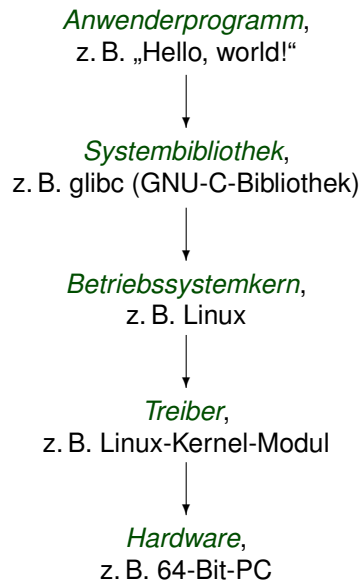 Anwenderprogramm,
z. B. „Hello, world!“
Systembibliothek,
z. B. glibc (GNU-C-Bibliothek)
Betriebssystemkern,
z. B. Linux
Treiber,
z. B. Linux-Kernel-Modul
Hardware,
z. B. 64-Bit-PC